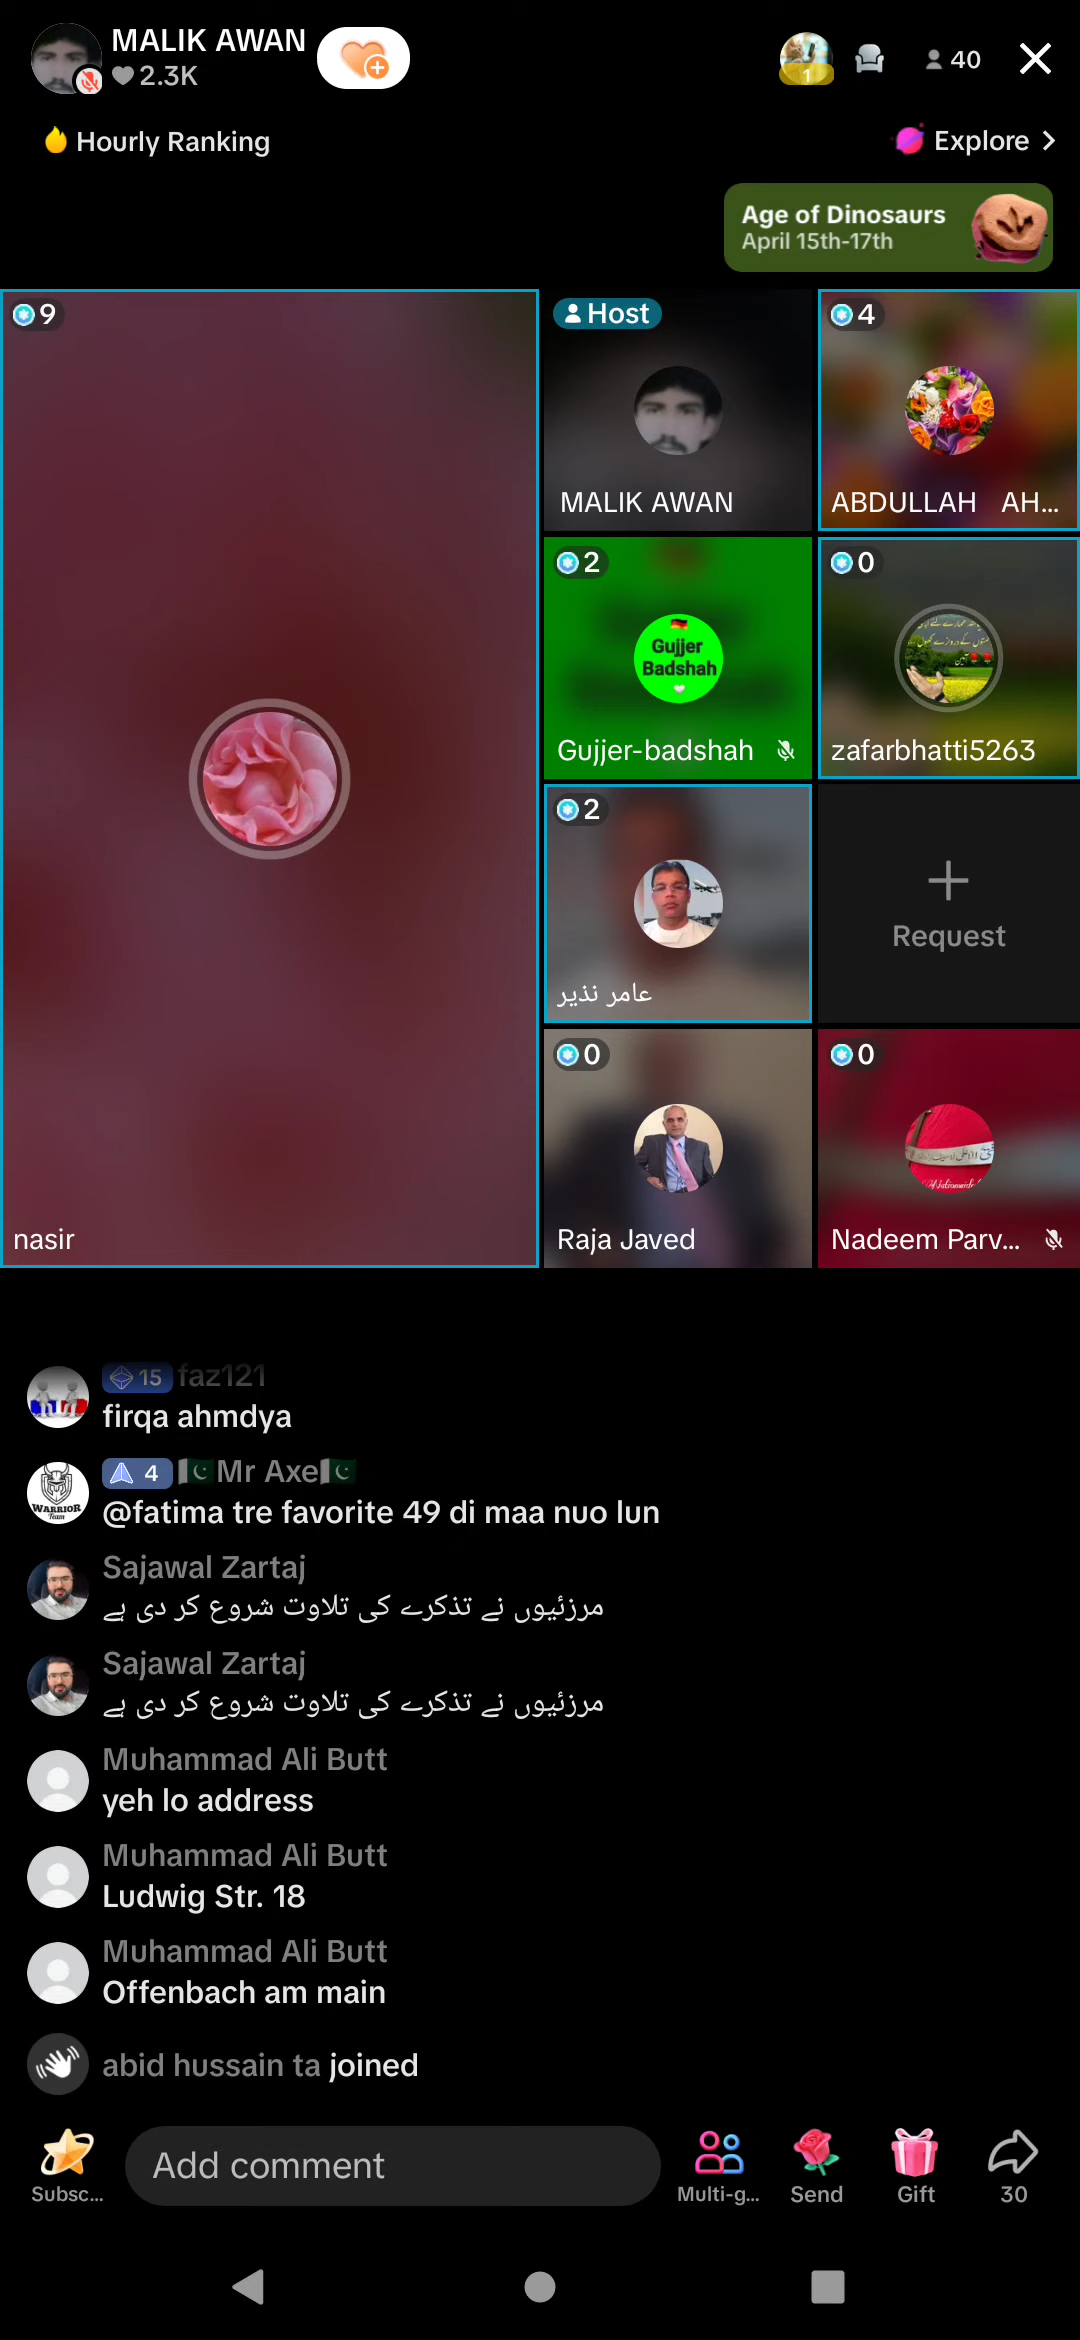 MALIK AWAN
2.3K
1
40
Hourly Ranking
Explore
Age of Dinosaurs
April 15th-17th
9
nasir
Host
MALIK AWAN
4
ABDULLAH AH...
2
Gujjer
Badshah
Gujjer-badshah
0
zafarbhatti5263
2
عامر نذیر
Request
0
Raja Javed
0
Nadeem Parv...
15 faz121
firqa ahmdya
WARRIOR
Team
4 🇵🇰Mr Axe🇵🇰
@fatima tre favorite 49 di maa nuo lun
Sajawal Zartaj
مرزئیوں نے تذکرے کی تلاوت شروع کر دی ہے
Sajawal Zartaj
مرزئیوں نے تذکرے کی تلاوت شروع کر دی ہے
Muhammad Ali Butt
yeh lo address
Muhammad Ali Butt
Ludwig Str. 18
Muhammad Ali Butt
Offenbach am main
abid hussain ta joined
Add comment
Subsc...
Multi-g...
Send
Gift
30